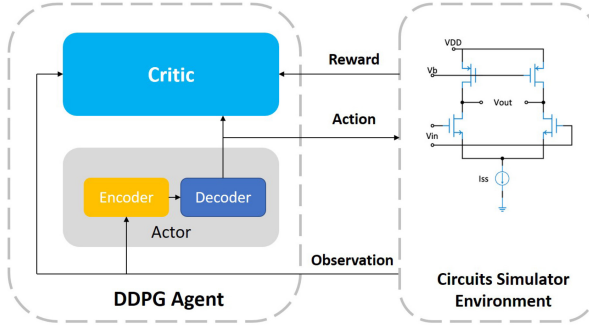 Critic
Encoder
Decoder
Actor
DDPG Agent
Reward
Action
Observation
VDD
Vb
Vout
Vin
Iss
Circuits Simulator
Environment